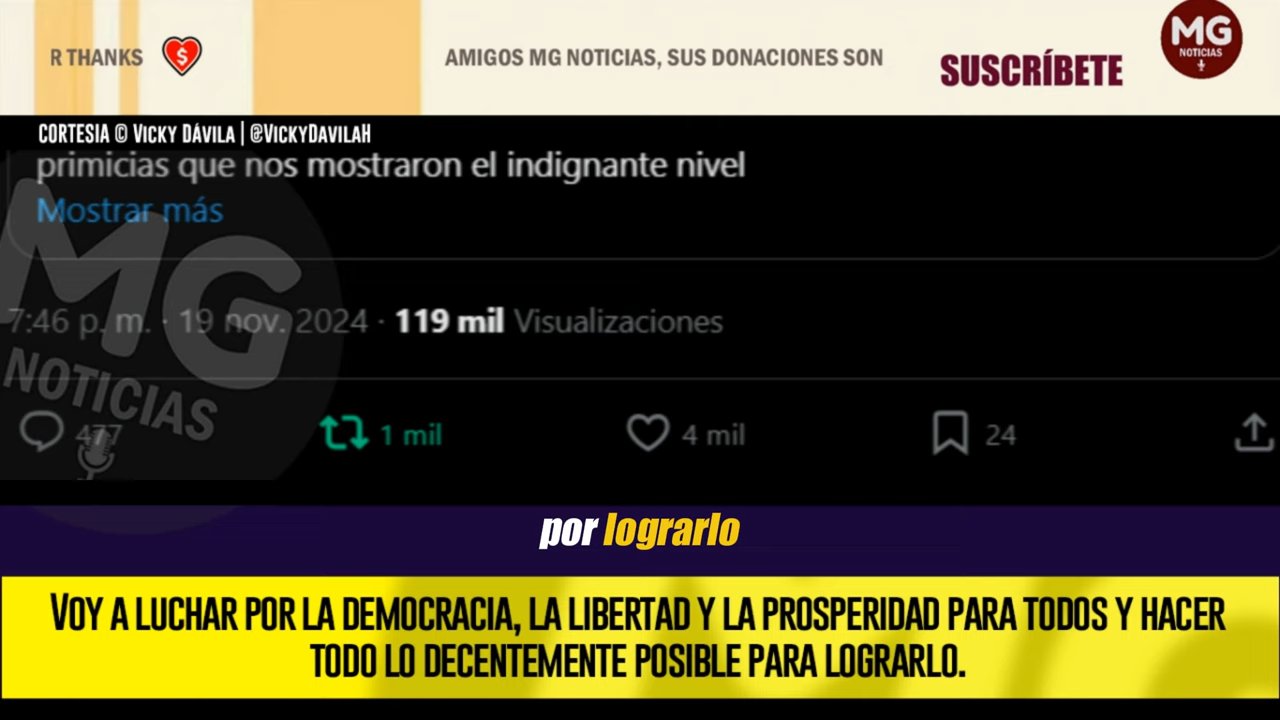 R THANKS
AMIGOS MG NOTICIAS, SUS DONACIONES SON
SUSCRÍBETE
MG
NOTICIAS
CORTESIA © VICKY DÁVILA | @VICKYDAVILAH
primicias que nos mostraron el indignante nivel
Mostrar más
MG
NOTICIAS
7:46 p. m. · 19 nov. 2024 · 119 mil Visualizaciones
477 1 mil 4 mil 24
por lograrlo
VOY A LUCHAR POR LA DEMOCRACIA, LA LIBERTAD Y LA PROSPERIDAD PARA TODOS Y HACER
TODO LO DECENTEMENTE POSIBLE PARA LOGRARLO.